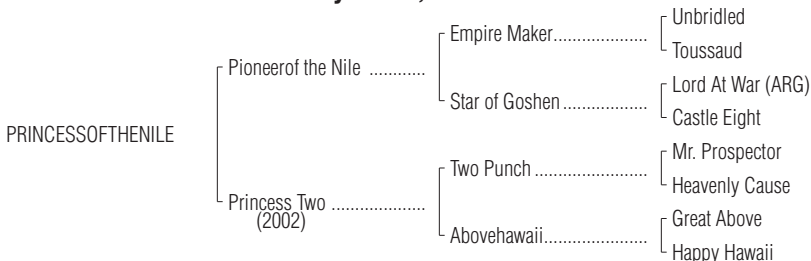 Unbridled
Empire Maker.....................
Toussaud
Pioneerof the Nile ............
Lord At War (ARG)
Star of Goshen...................
Castle Eight
PRINCESSOFTHENILE
Mr. Prospector
Two Punch .........................
Heavenly Cause
Princess Two ....................
(2002)
Great Above
Abovehawaii.......................
Happy Hawaii